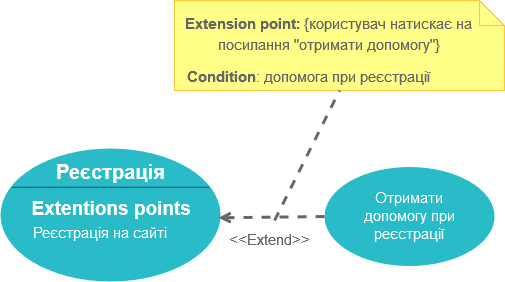 Extension point: {користувач натискає на
посилання "отримати допомогу"}
Condition: допомога при реєстрації
Реєстрація
Extentions points
Реєстрація на сайті
<<Extend>>
Отримати
допомогу при
реєстрації